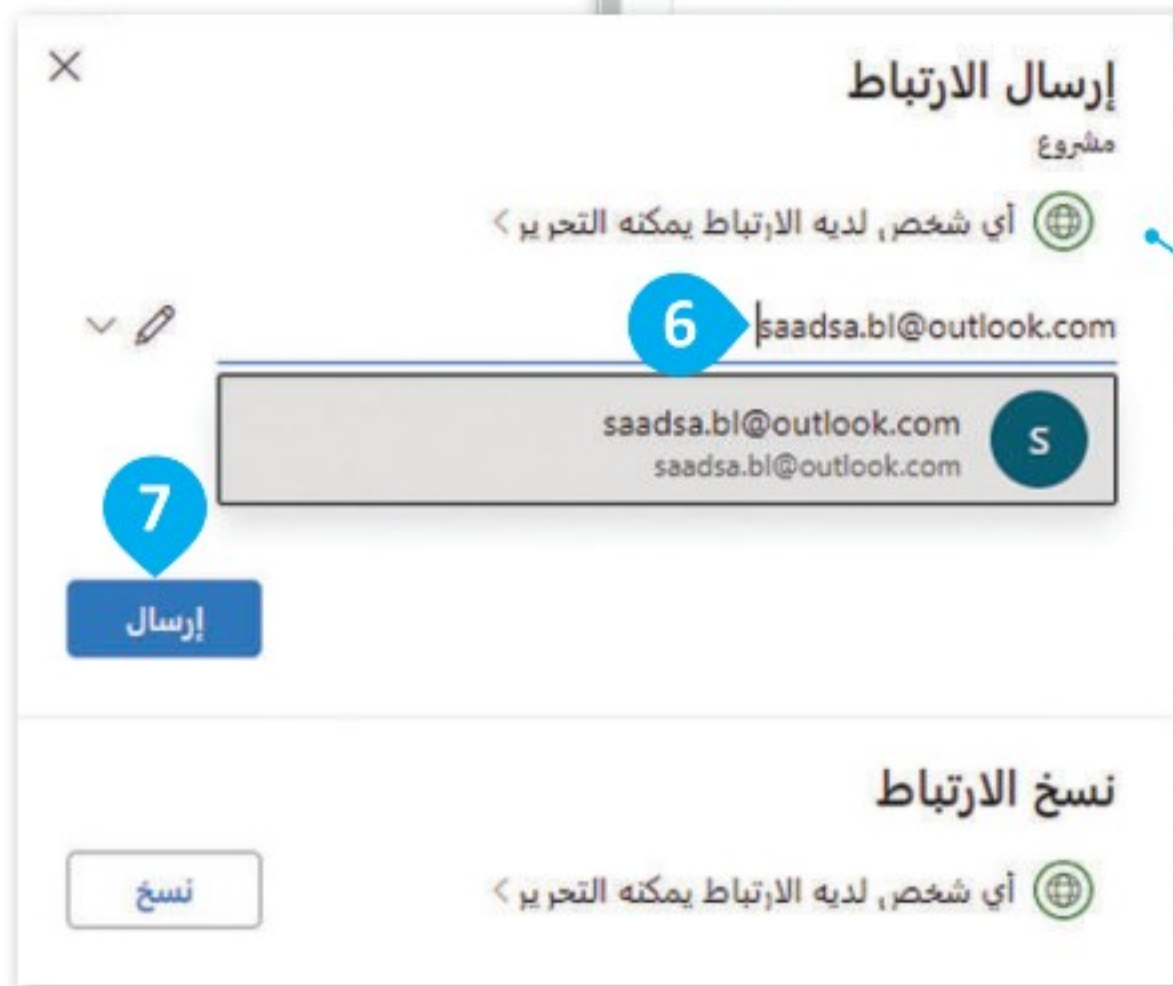 إرسال الارتباط
مشروع
أي شخص لديه الارتباط يمكنه التحرير >
6 saadsa.bl@outlook.com
saadsa.bl@outlook.com
S
saadsa.bl@outlook.com
7
إرسال
نسخ الارتباط
أي شخص لديه الارتباط يمكنه التحرير >
نسخ